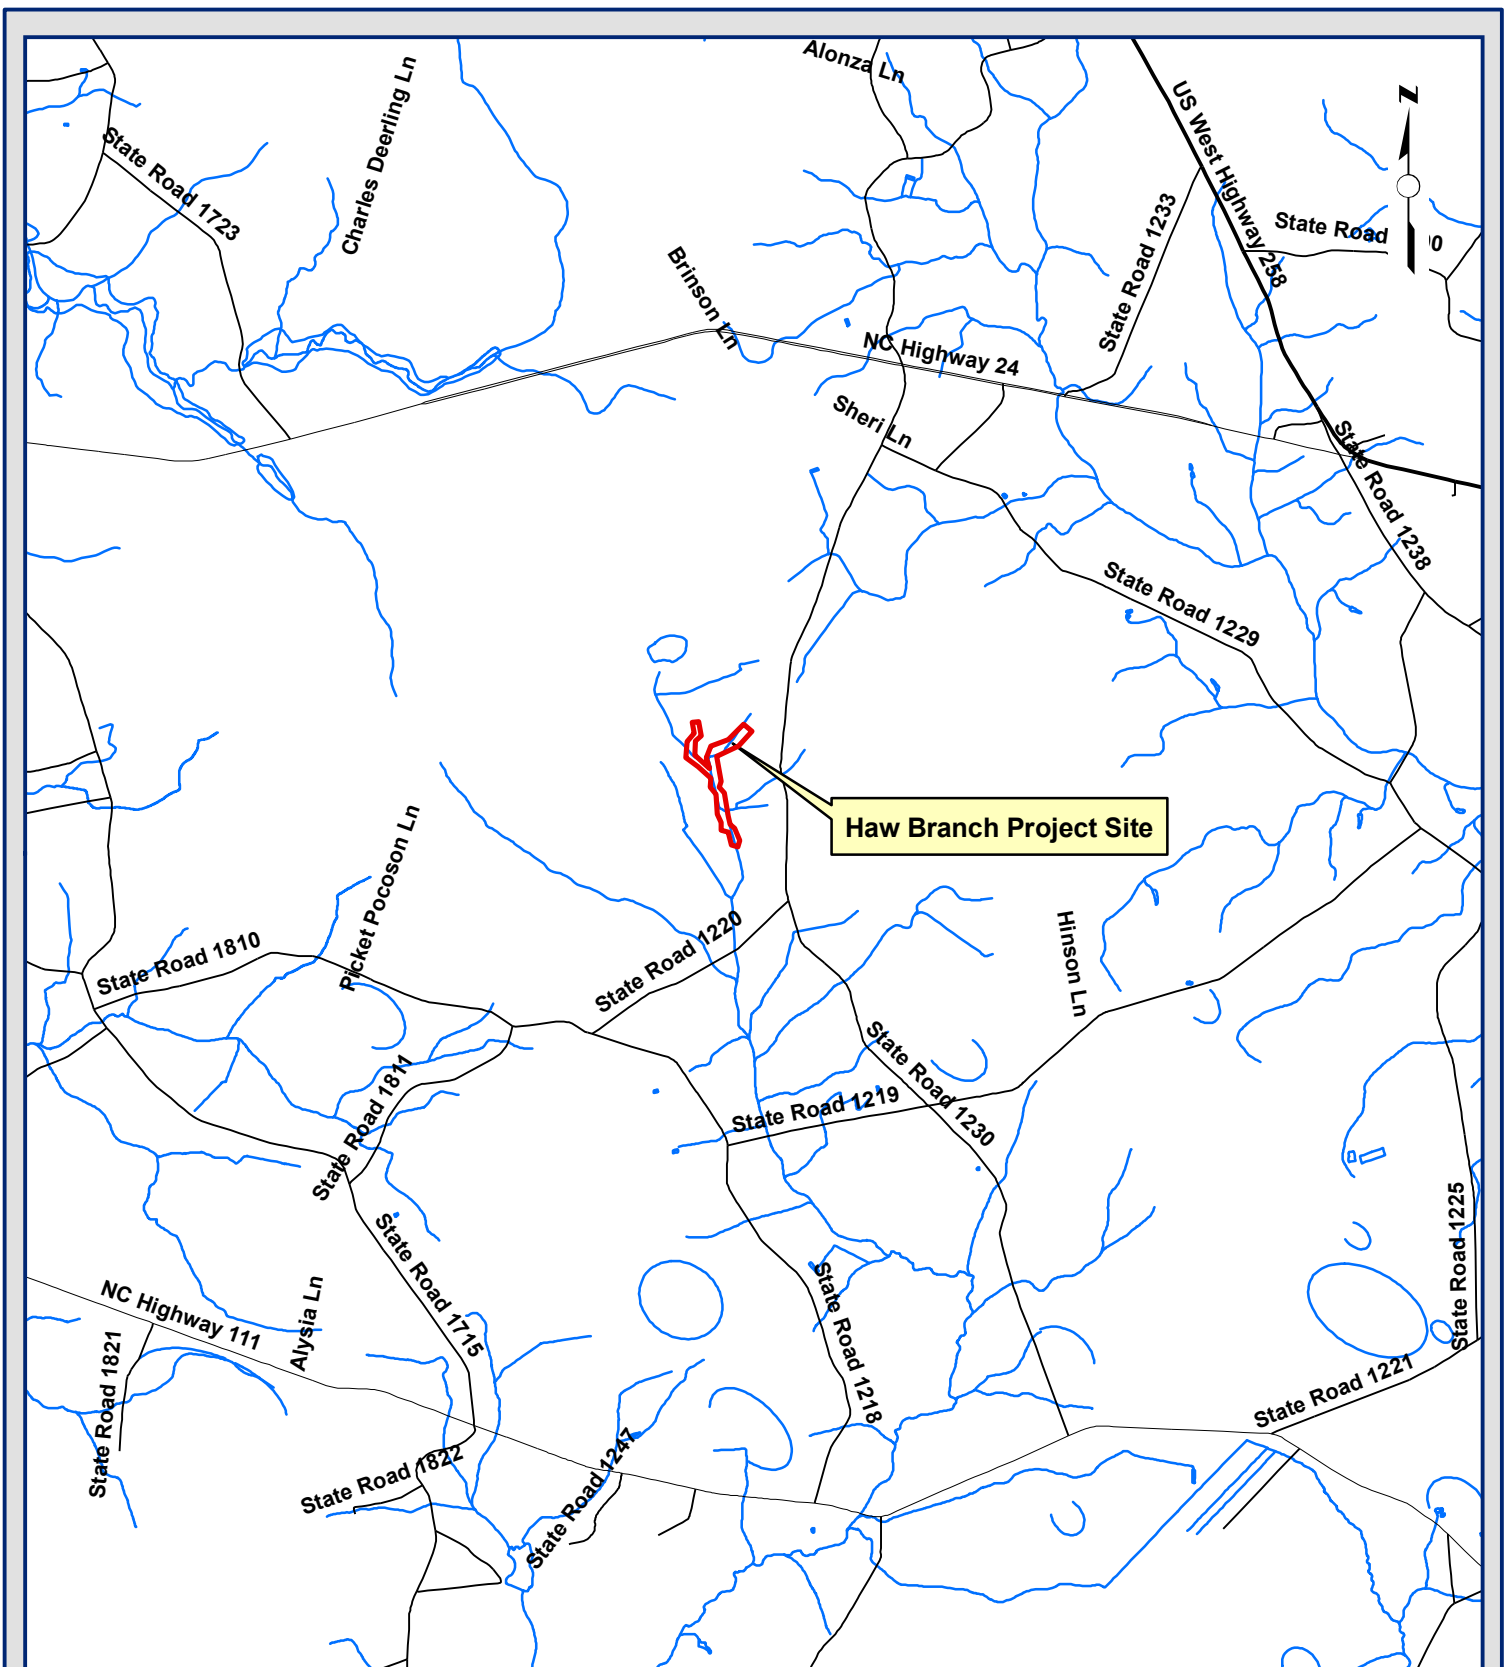 Alonza Ln
Charles Deerling Ln
US West Highway 258
N
State Road 1723
State Road 1233
State Road
Brinson Ln
NC Highway 24
Sheri Ln
State Road 1238
State Road 1229
Haw Branch Project Site
Picket Pocoson Ln
State Road 1810
State Road 1220
Hinson Ln
State Road 1811
State Road 1230
State Road 1219
State Road 1225
State Road 1715
NC Highway 111
Alysia Ln
State Road 1821
State Road 1218
State Road 1221
State Road 1822
State Road 1247